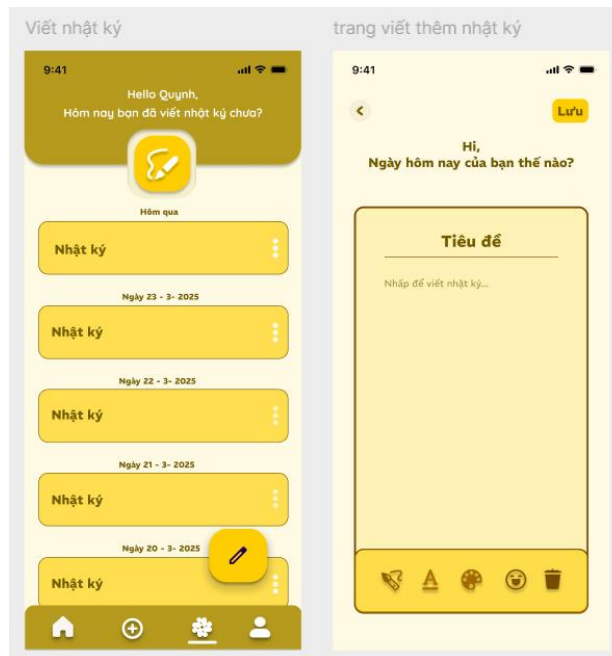 Viết nhật ký
9:41
Hello Quỳnh,
Hôm nay bạn đã viết nhật ký chưa?
Hôm qua
Nhật ký
Ngày 23 - 3- 2025
Nhật ký
Ngày 22 - 3- 2025
Nhật ký
Ngày 21 - 3- 2025
Nhật ký
Ngày 20 - 3- 2025
Nhật ký
trang viết thêm nhật ký
9:41
Lưu
Hi,
Ngày hôm nay của bạn thế nào?
Tiêu đề
Nhấp để viết nhật ký...
A